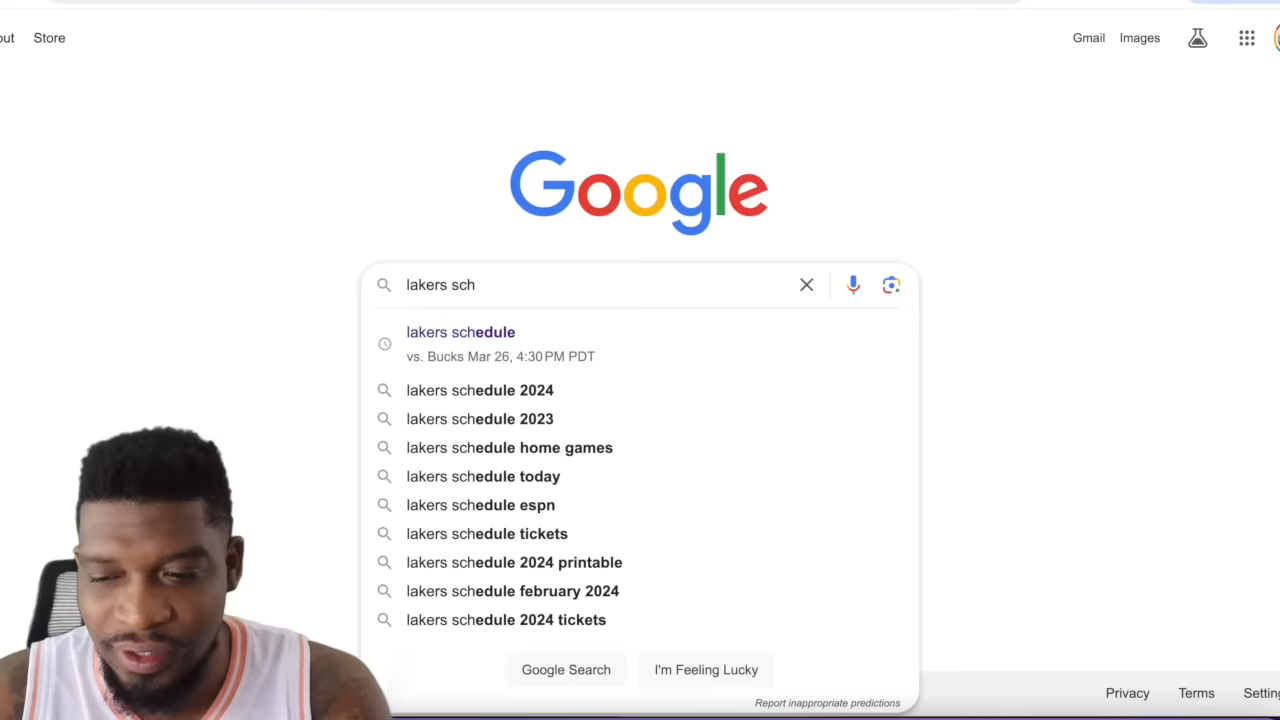 out Store Gmail Images
Google
lakers sch
lakers schedule
vs. Bucks Mar 26, 4:30 PM PDT
lakers schedule 2024
lakers schedule 2023
lakers schedule home games
lakers schedule today
lakers schedule espn
lakers schedule tickets
lakers schedule 2024 printable
lakers schedule february 2024
lakers schedule 2024 tickets
Google Search I'm Feeling Lucky
Report inappropriate predictions
Privacy Terms Setting